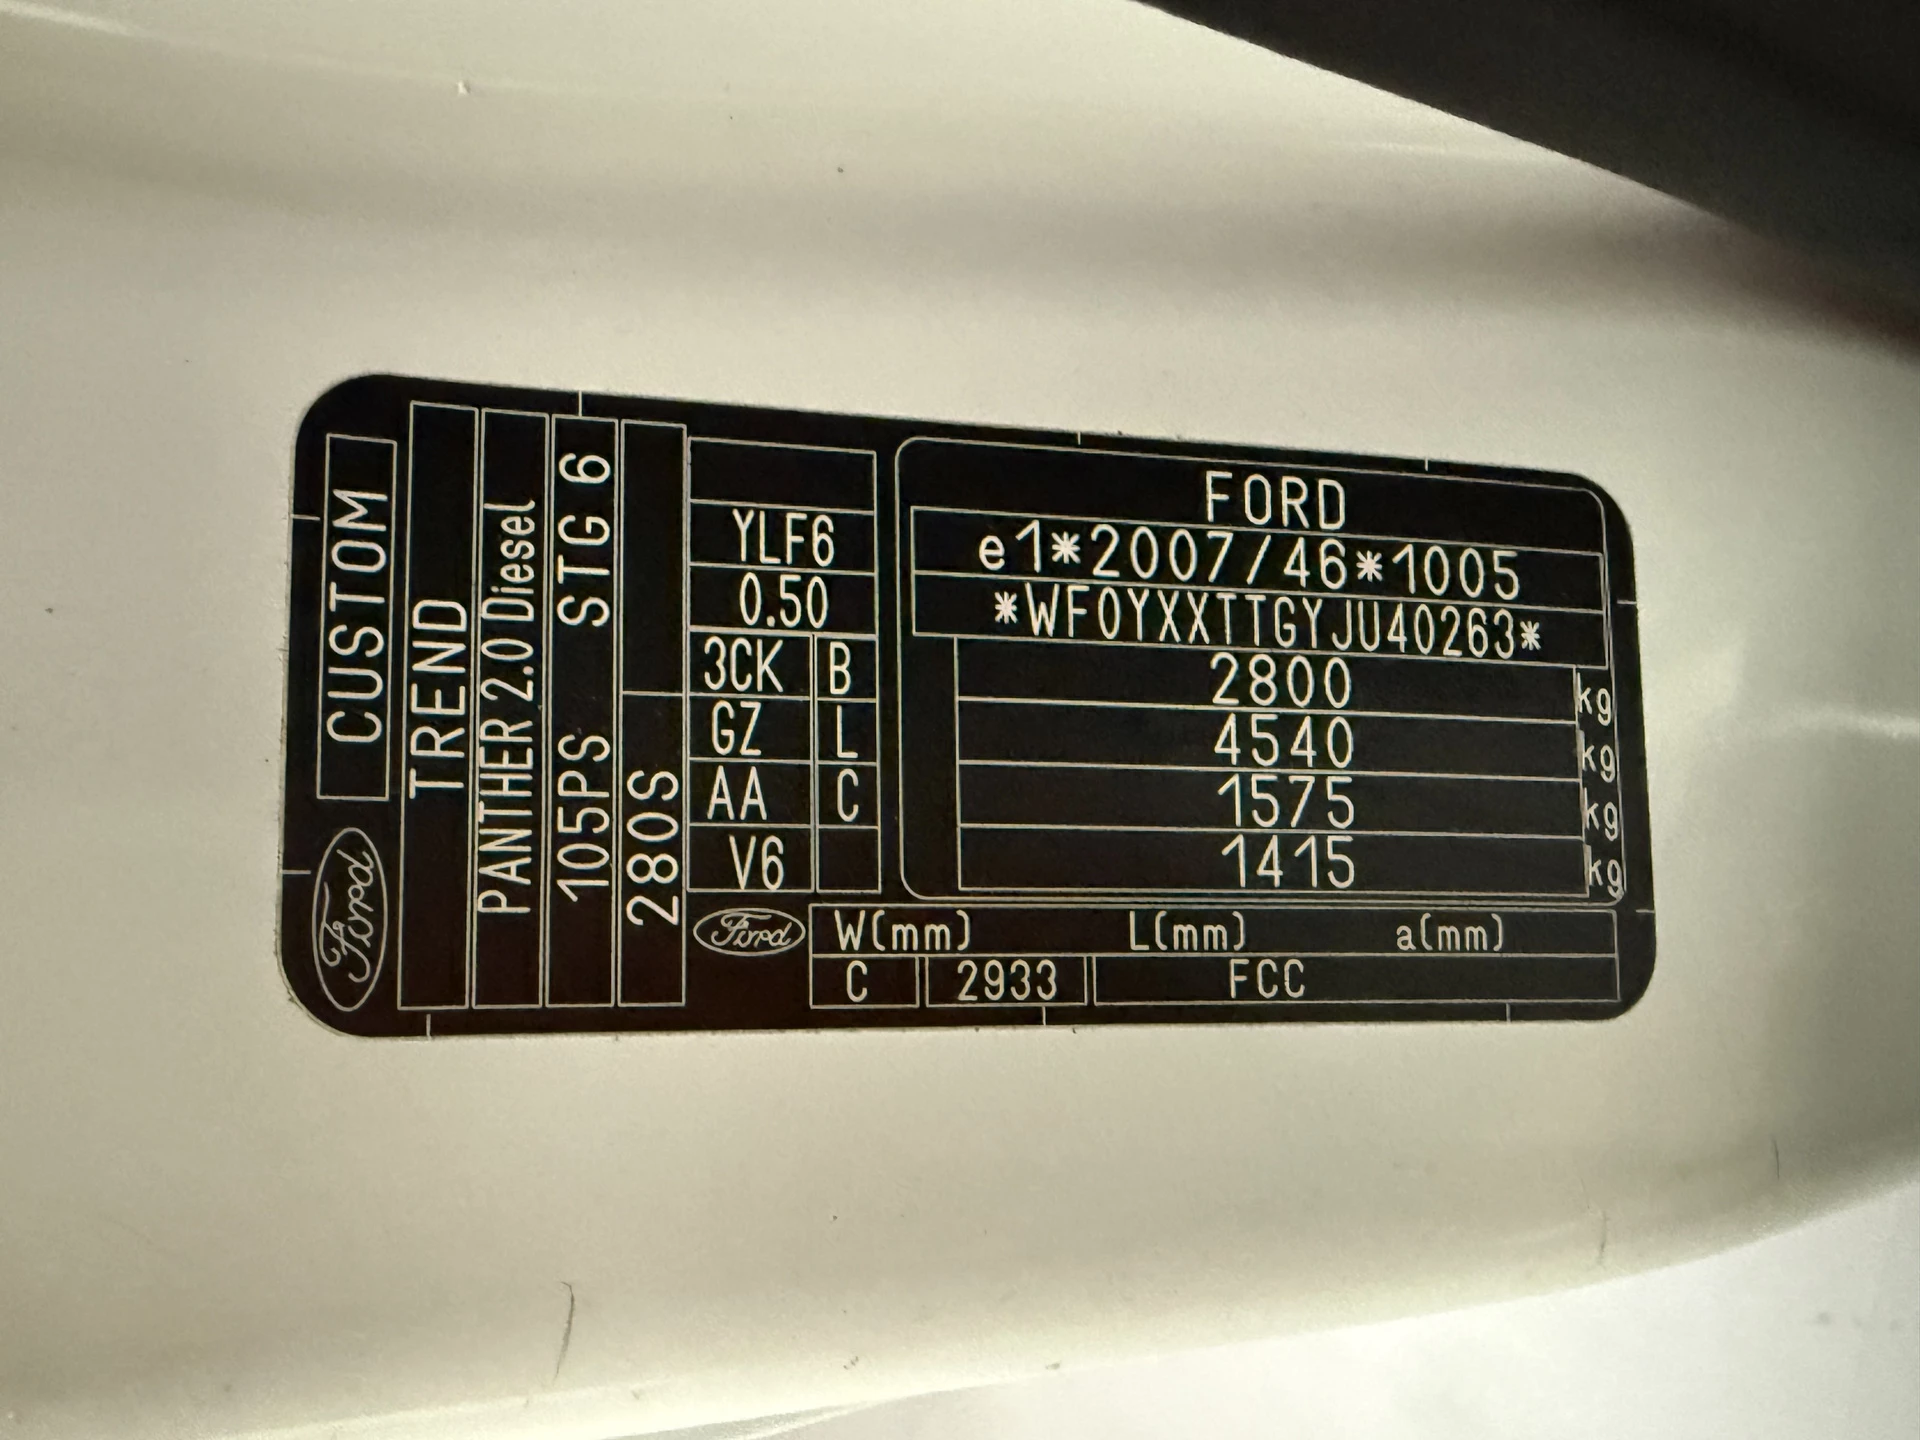 Ford
CUSTOM
TREND
PANTHER 2.0 Diesel
105PS STG 6
280S
YLF6
0.50
3CK B
GZ L
AA C
V6
FORD
e1*2007/46*1005
*WF0YXXTTGYJU40263*
2800 kg
4540 kg
1575 kg
1415 kg
Ford
W(mm) L(mm) a(mm)
C 2933 FCC